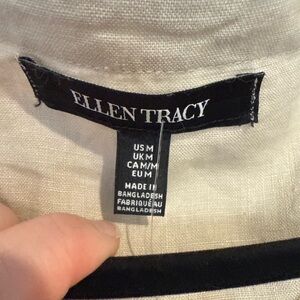 ELLEN TRACY
US M
UK M
CA M/M
EU M
MADE IN
BANGLADESH
FABRIQUÉ AU
BANGLADESH